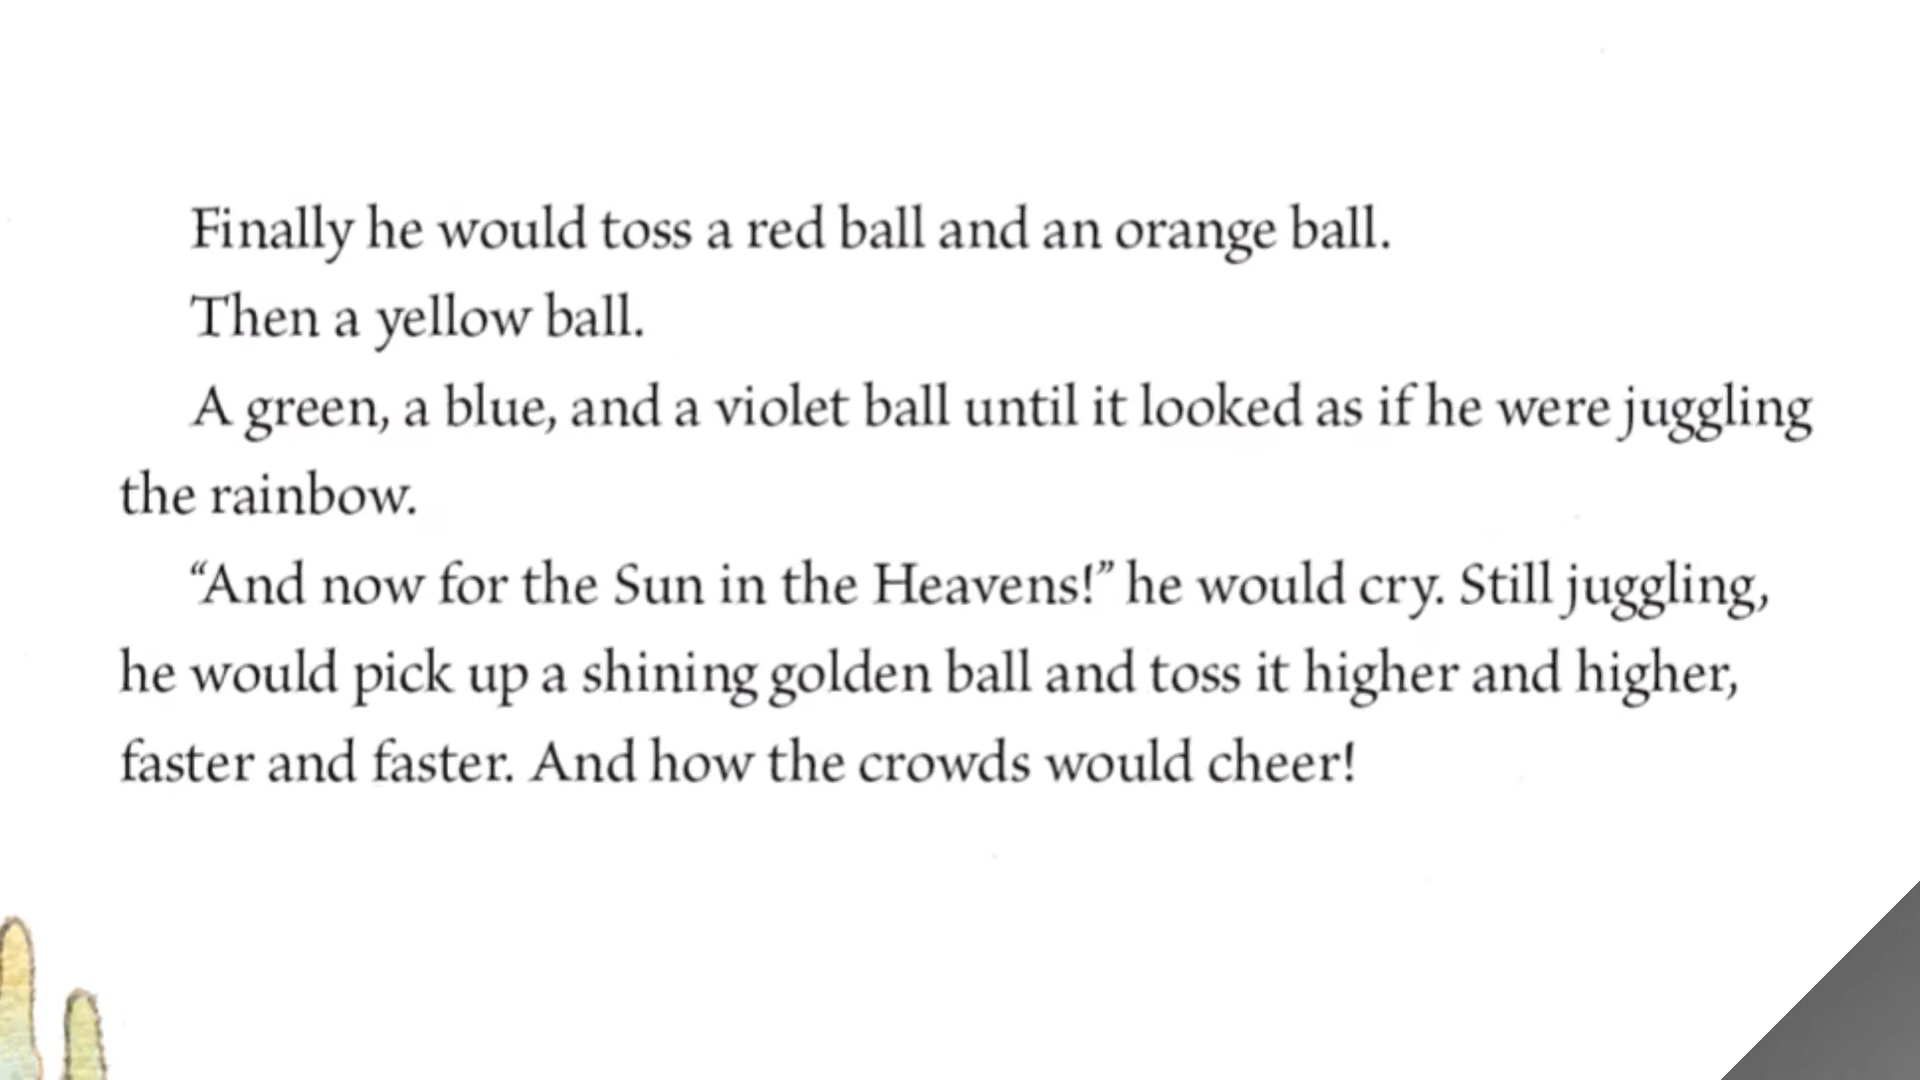 Finally he would toss a red ball and an orange ball.
Then a yellow ball.
A green, a blue, and a violet ball until it looked as if he were juggling
the rainbow.
“And now for the Sun in the Heavens!” he would cry. Still juggling,
he would pick up a shining golden ball and toss it higher and higher,
faster and faster. And how the crowds would cheer!